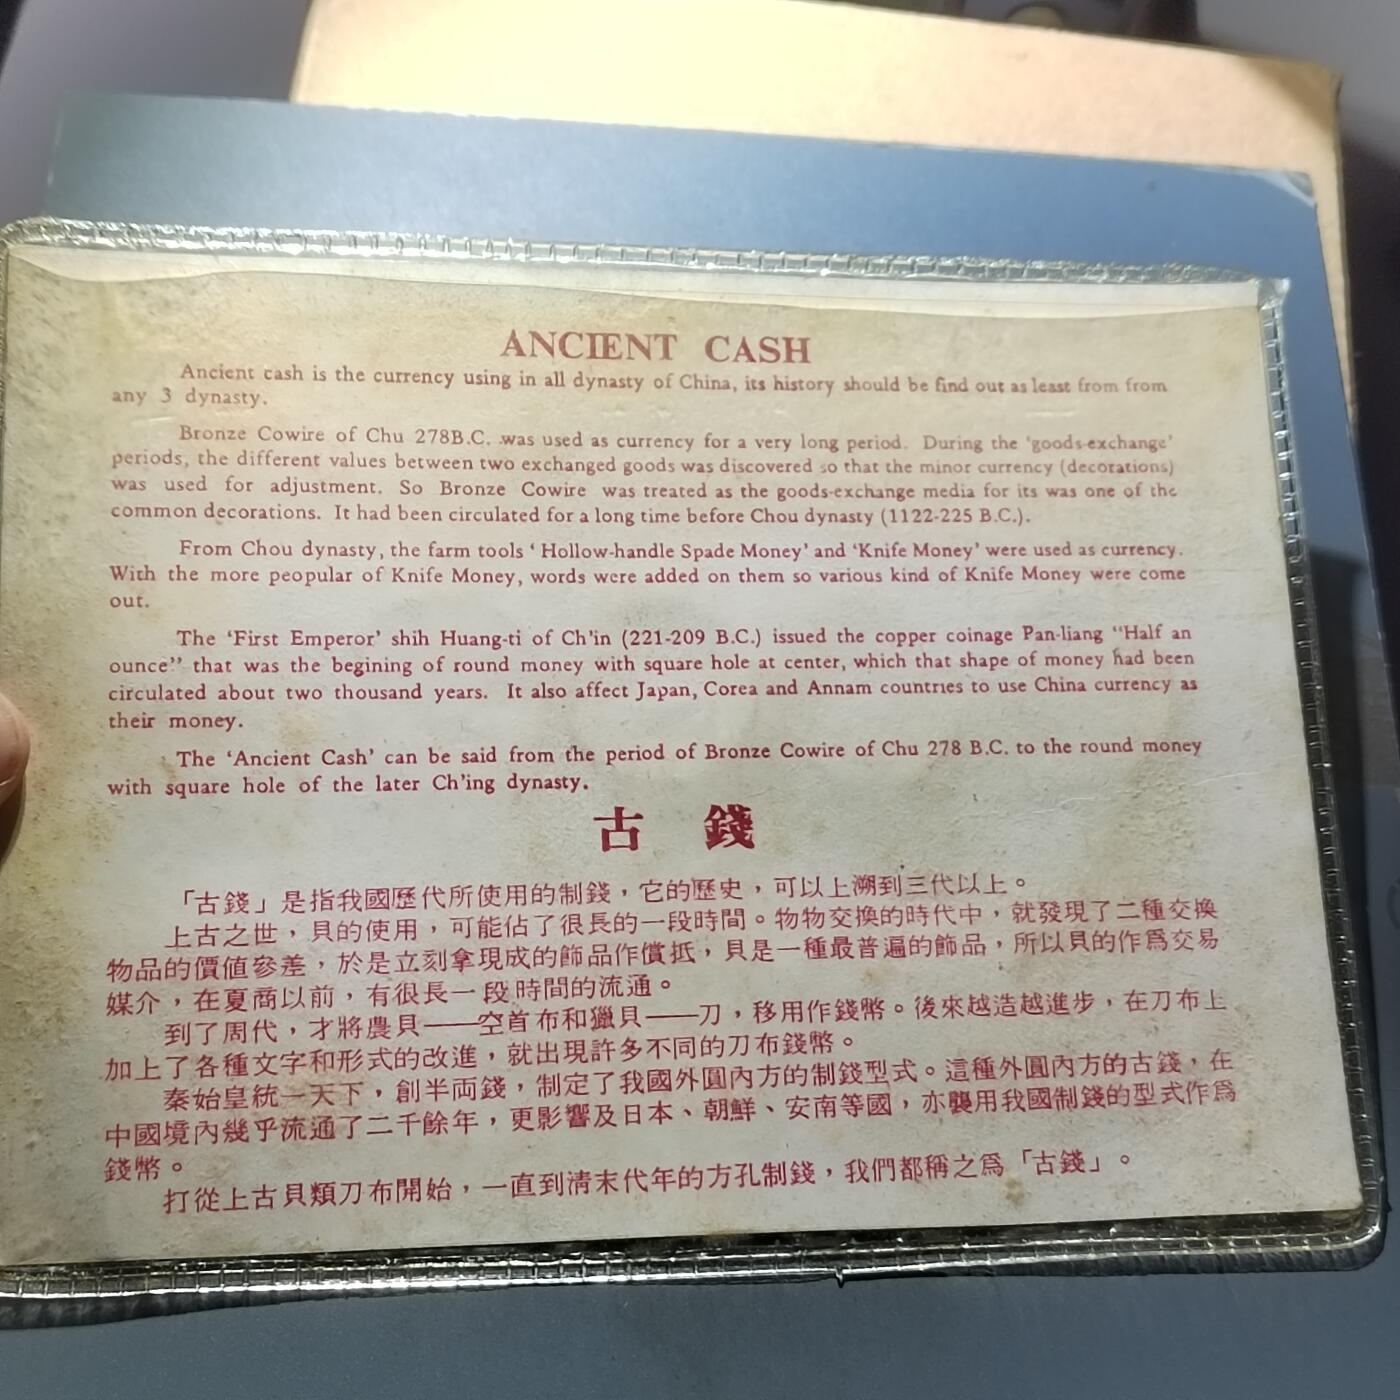 ANCIENT CASH
Ancient cash is the currency using in all dynasty of China, its history should be find out as least from from
any 3 dynasty.
Bronze Cowire of Chu 278B.C. was used as currency for a very long period. During the 'goods-exchange'
periods, the different values between two exchanged goods was discovered so that the minor currency (decorations)
was used for adjustment. So Bronze Cowire was treated as the goods-exchange media for its was one of the
common decorations. It had been circulated for a long time before Chou dynasty (1122-225 B.C.).
From Chou dynasty, the farm tools ‘Hollow-handle Spade Money’ and ‘Knife Money’ were used as currency.
With the more peopular of Knife Money, words were added on them so various kind of Knife Money were come
out.
The ‘First Emperor’ shih Huang-ti of Ch’in (221-209 B.C.) issued the copper coinage Pan-liang “Half an
ounce” that was the begining of round money with square hole at center, which that shape of money had been
circulated about two thousand years. It also affect Japan, Corea and Annam countries to use China currency as
their money.
The ‘Ancient Cash’ can be said from the period of Bronze Cowire of Chu 278 B.C. to the round money
with square hole of the later Ch’ing dynasty.
古 錢
「古錢」是指我國歷代所使用的制錢，它的歷史，可以上溯到三代以上。
上古之世，貝的使用，可能佔了很長的一段時間。物物交換的時代中，就發現了二種交換
物品的價值參差，於是立刻拿現成的飾品作償抵，貝是一種最普遍的飾品，所以貝的作爲交易
媒介，在夏商以前，有很長一段時間的流通。
到了周代，才將農貝——空首布和獵貝——刀，移用作錢幣。後來越造越進步，在刀布上
加上了各種文字和形式的改進，就出現許多不同的刀布錢幣。
秦始皇統一天下，創半両錢，制定了我國外圓內方的制錢型式。這種外圓內方的古錢，在
中國境內幾乎流通了二千餘年，更影響及日本、朝鮮、安南等國，亦襲用我國制錢的型式作爲
錢幣。
打從上古貝類刀布開始，一直到清末代年的方孔制錢，我們都稱之爲「古錢」。